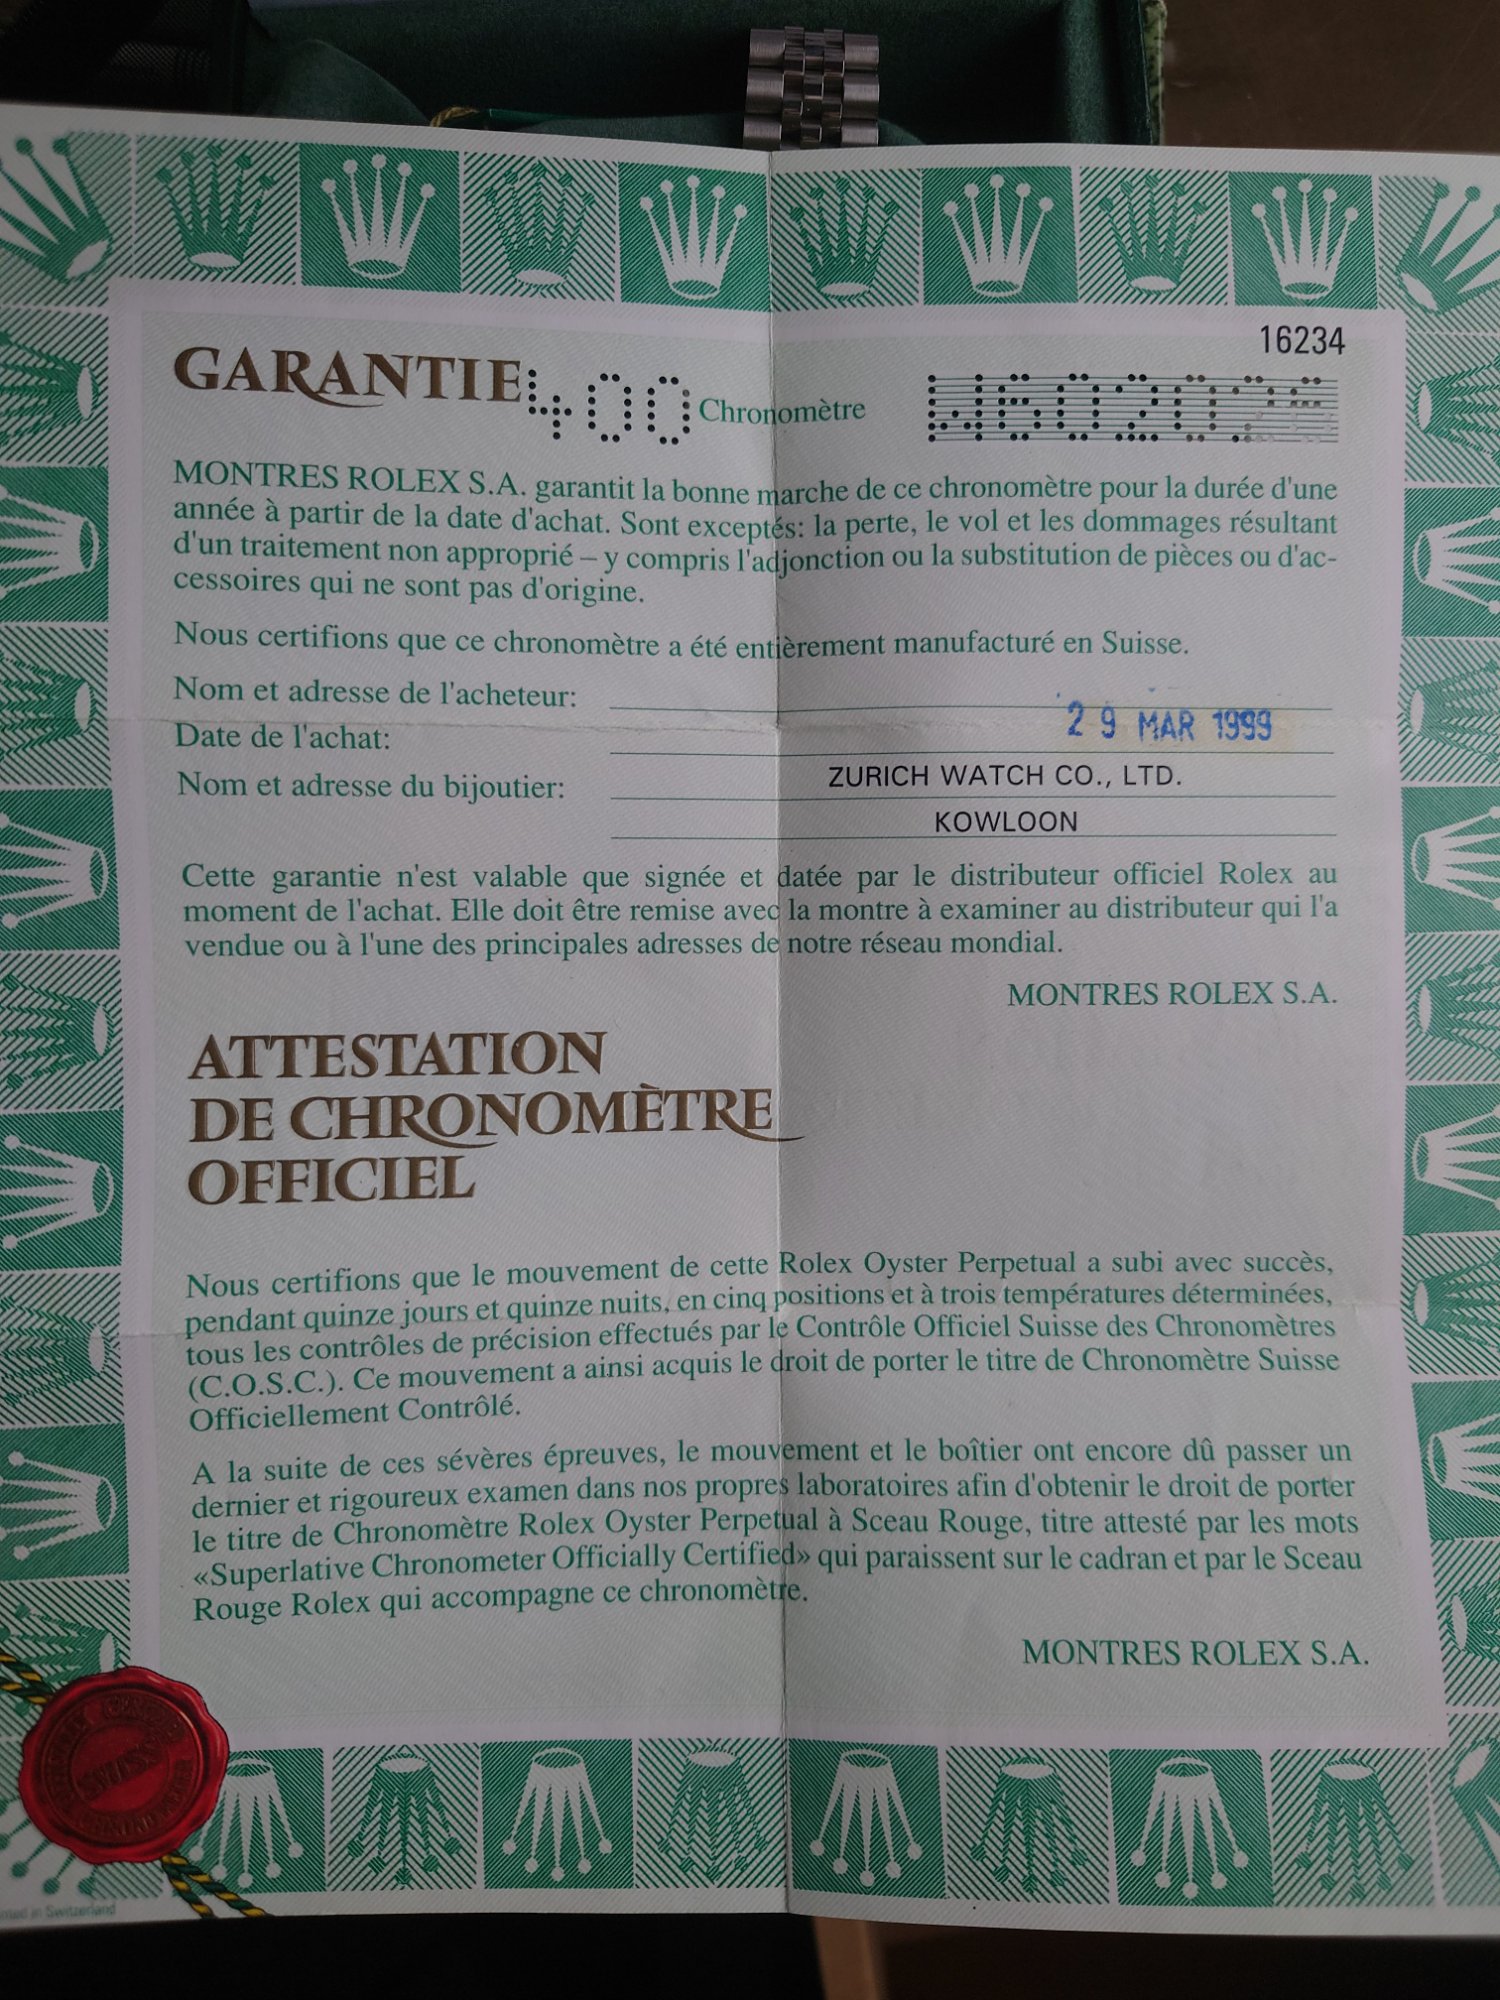 16234
GARANTIE 400 Chronomètre
MONTRES ROLEX S.A. garantit la bonne marche de ce chronomètre pour la durée d'une
année à partir de la date d'achat. Sont exceptés: la perte, le vol et les dommages résultant
d'un traitement non approprié – y compris l'adjonction ou la substitution de pièces ou d'ac-
cessoires qui ne sont pas d'origine.
Nous certifions que ce chronomètre a été entièrement manufacturé en Suisse.
Nom et adresse de l'acheteur:
Date de l'achat: 29 MAR 1999
Nom et adresse du bijoutier: ZURICH WATCH CO., LTD.
KOWLOON
Cette garantie n'est valable que signée et datée par le distributeur officiel Rolex au
moment de l'achat. Elle doit être remise avec la montre à examiner au distributeur qui l'a
vendue ou à l'une des principales adresses de notre réseau mondial.
MONTRES ROLEX S.A.
ATTESTATION
DE CHRONOMÈTRE
OFFICIEL
Nous certifions que le mouvement de cette Rolex Oyster Perpetual a subi avec succès,
pendant quinze jours et quinze nuits, en cinq positions et à trois températures déterminées,
tous les contrôles de précision effectués par le Contrôle Officiel Suisse des Chronomètres
(C.O.S.C.). Ce mouvement a ainsi acquis le droit de porter le titre de Chronomètre Suisse
Officiellement Contrôlé.
A la suite de ces sévères épreuves, le mouvement et le boîtier ont encore dû passer un
dernier et rigoureux examen dans nos propres laboratoires afin d'obtenir le droit de porter
le titre de Chronomètre Rolex Oyster Perpetual à Sceau Rouge, titre attesté par les mots
«Superlative Chronometer Officially Certified» qui paraissent sur le cadran et par le Sceau
Rouge Rolex qui accompagne ce chronomètre.
MONTRES ROLEX S.A.
SUISSE
in Switzerland